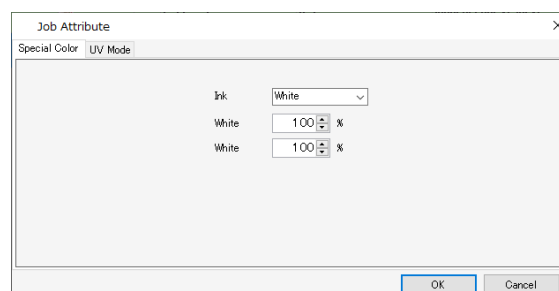 Job Attribute
Special Color UV Mode
Ink White
White 100 %
White 100 %
OK Cancel